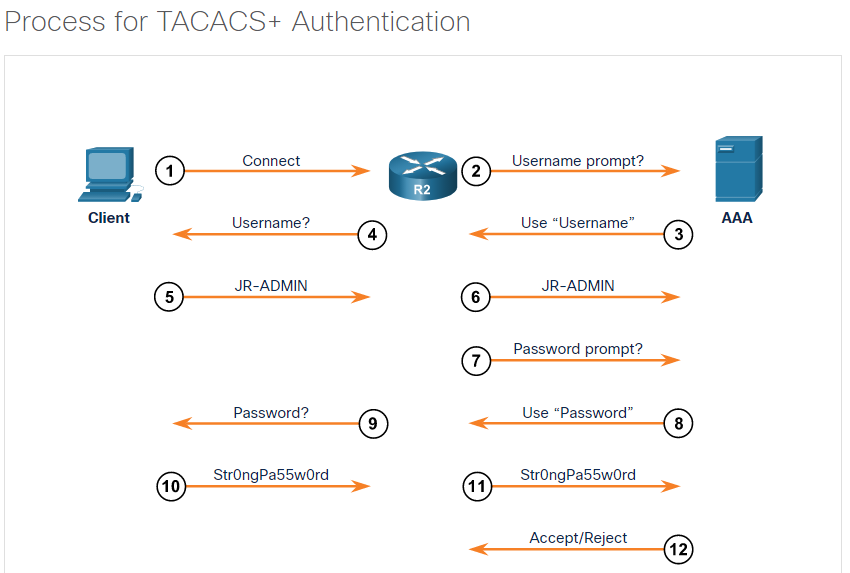 Process for TACACS+ Authentication
1 Connect
R2
2 Username prompt?
Client
AAA
Username? 4
Use “Username” 3
5 JR-ADMIN
6 JR-ADMIN
7 Password prompt?
Password? 9
Use “Password” 8
10 Str0ngPa55w0rd
11 Str0ngPa55w0rd
Accept/Reject 12